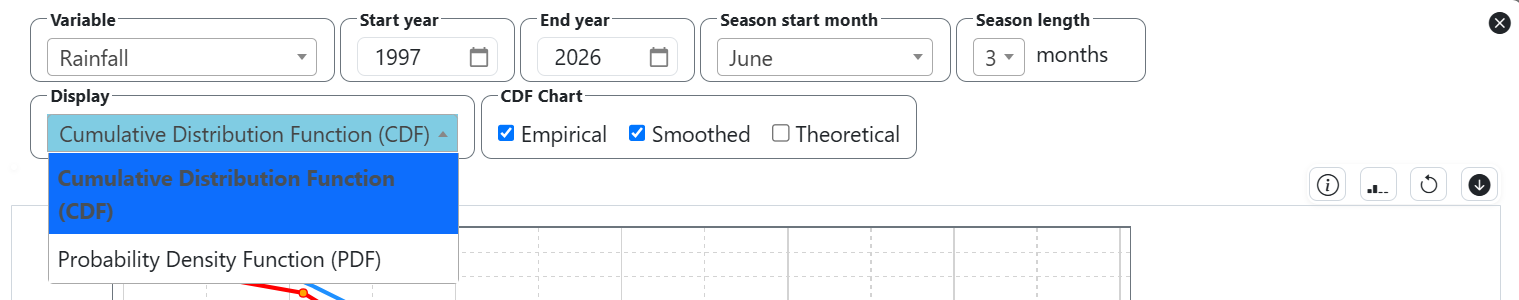 Variable
Rainfall
Start year
1997
End year
2026
Season start month
June
Season length
3 months
Display
Cumulative Distribution Function (CDF)
CDF Chart
Empirical Smoothed Theoretical
Cumulative Distribution Function
(CDF)
Probability Density Function (PDF)